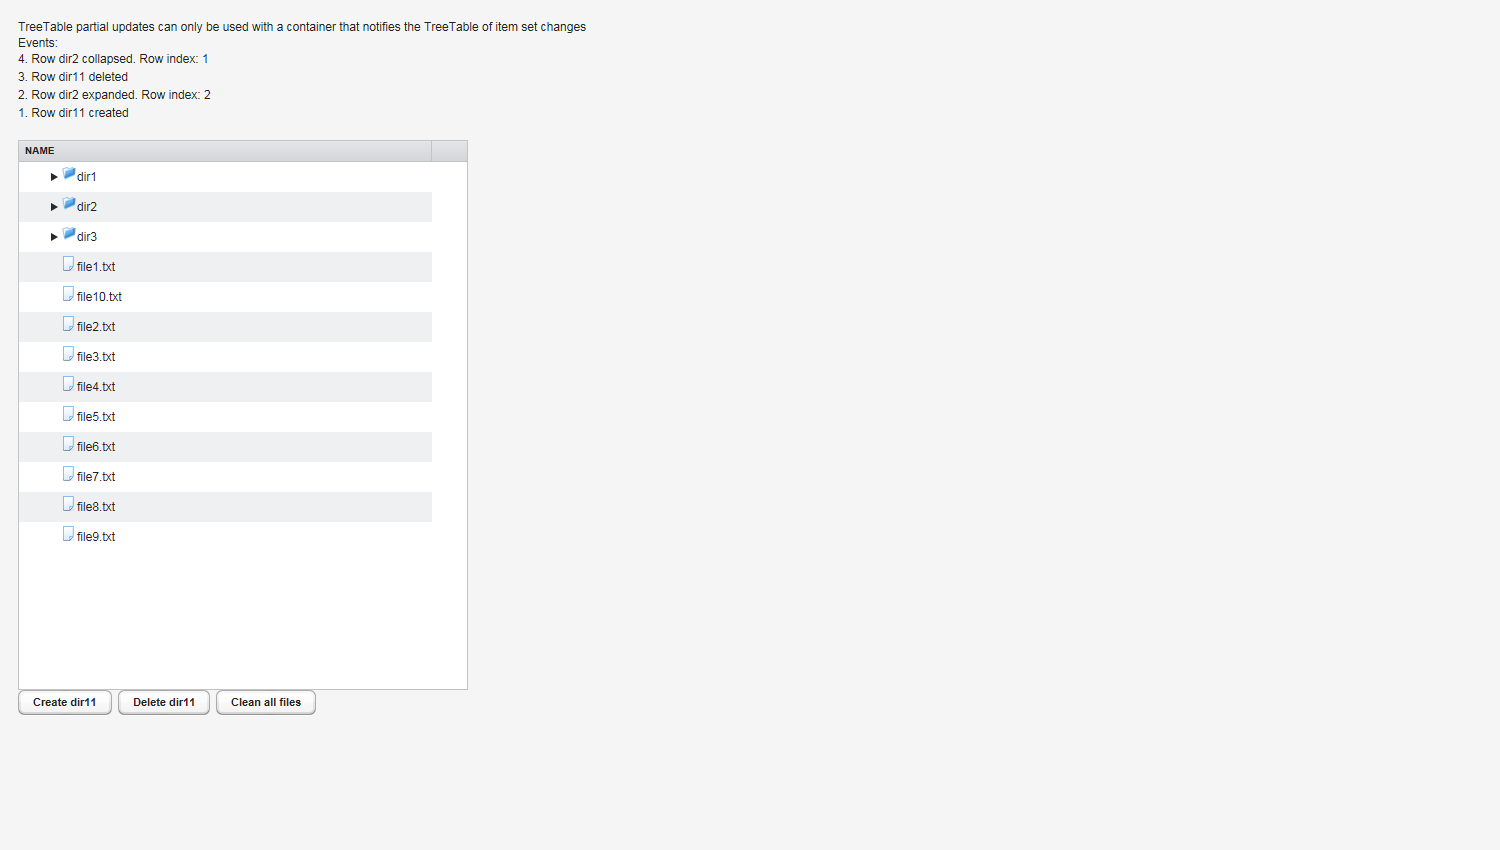 TreeTable partial updates can only be used with a container that notifies the TreeTable of item set changes
Events:
4. Row dir2 collapsed. Row index: 1
3. Row dir11 deleted
2. Row dir2 expanded. Row index: 2
1. Row dir11 created
NAME
dir1
dir2
dir3
file1.txt
file10.txt
file2.txt
file3.txt
file4.txt
file5.txt
file6.txt
file7.txt
file8.txt
file9.txt
Create dir11 Delete dir11 Clean all files